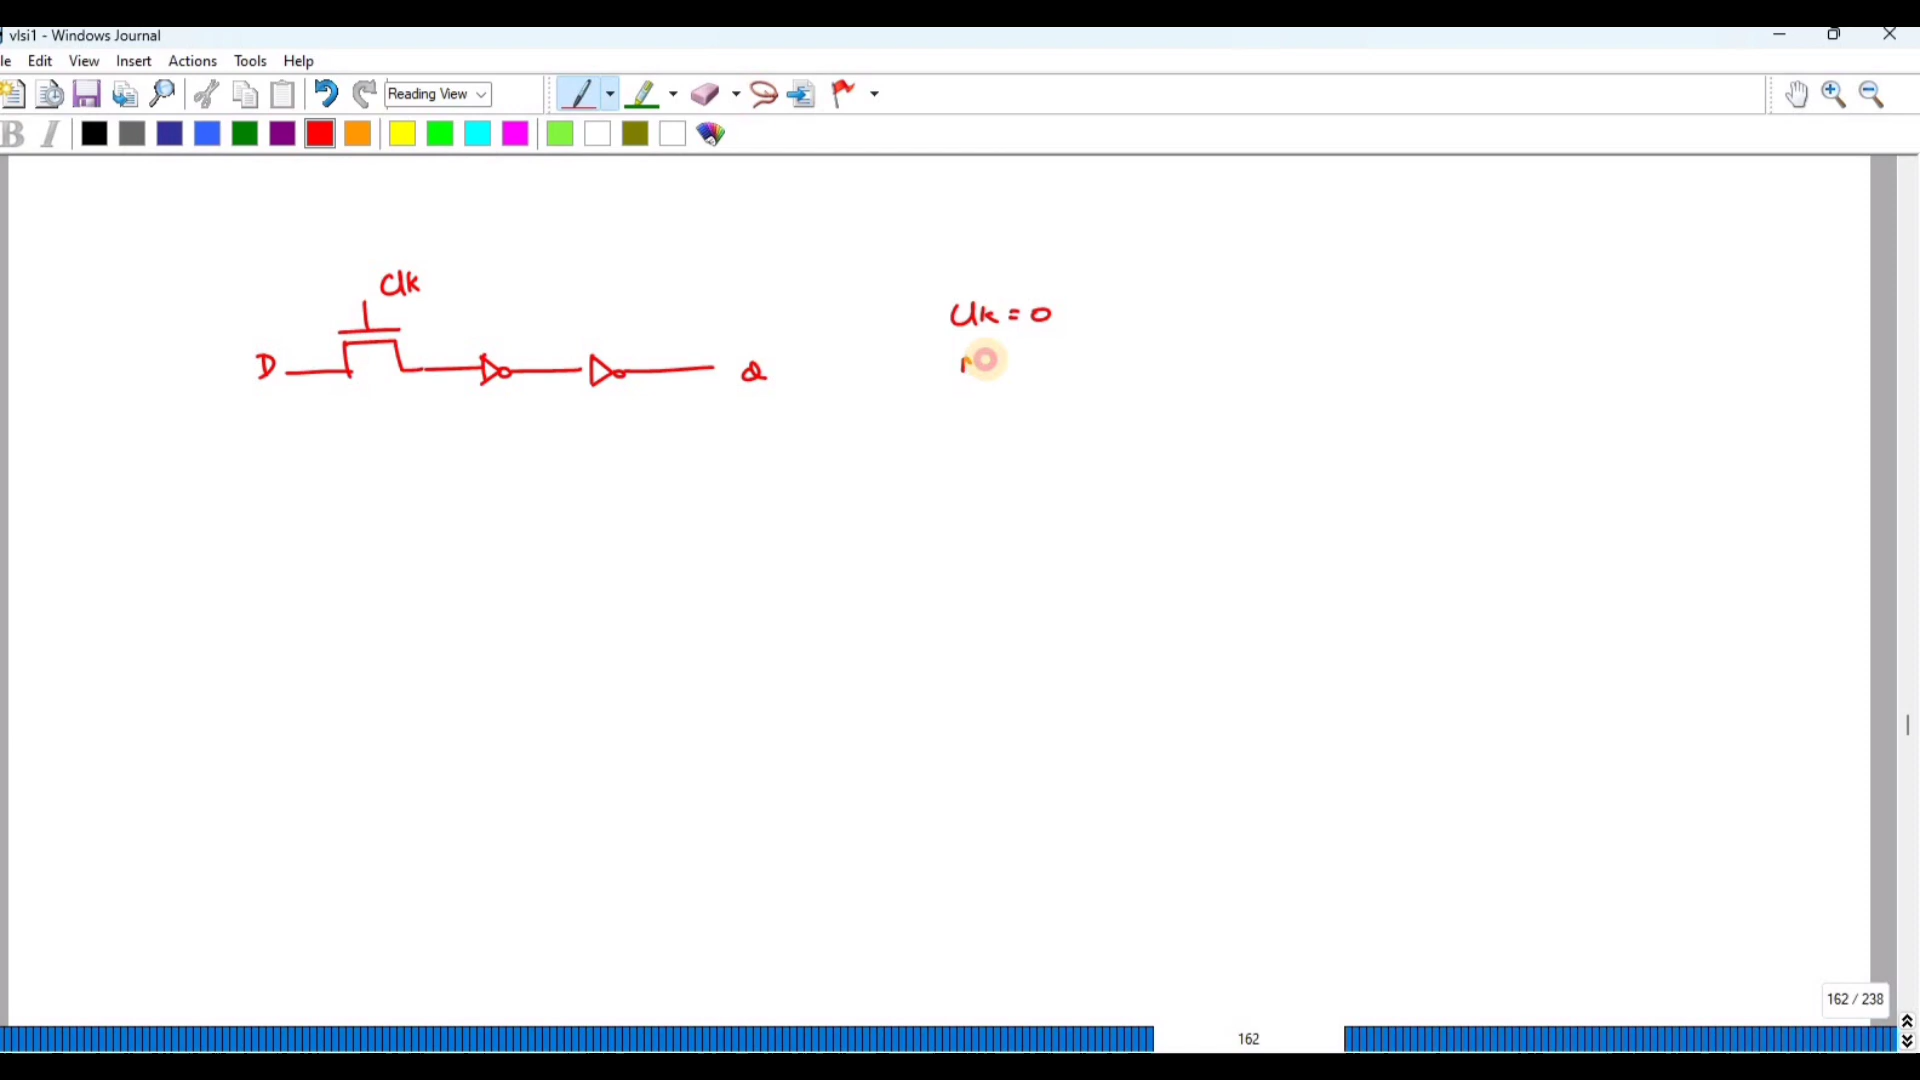 vlsi1 - Windows Journal
le Edit View Insert Actions Tools Help
Reading View
B I
Clk
D
Q
Clk = 0
162 / 238
162